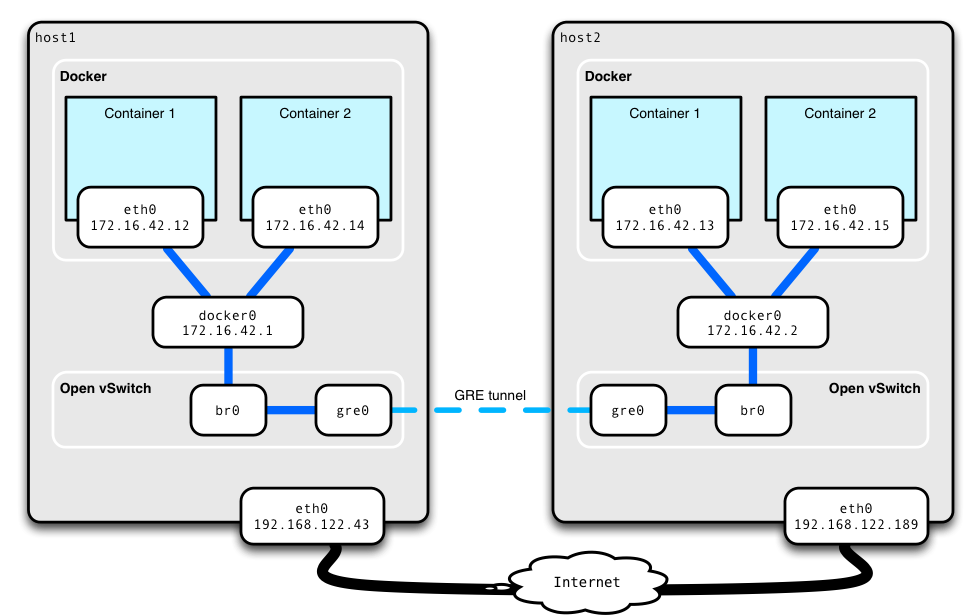 host1
Docker
Container 1
Container 2
eth0
172.16.42.12
eth0
172.16.42.14
docker0
172.16.42.1
Open vSwitch
br0
gre0
eth0
192.168.122.43
GRE tunnel
host2
Docker
Container 1
Container 2
eth0
172.16.42.13
eth0
172.16.42.15
docker0
172.16.42.2
Open vSwitch
gre0
br0
eth0
192.168.122.189
Internet